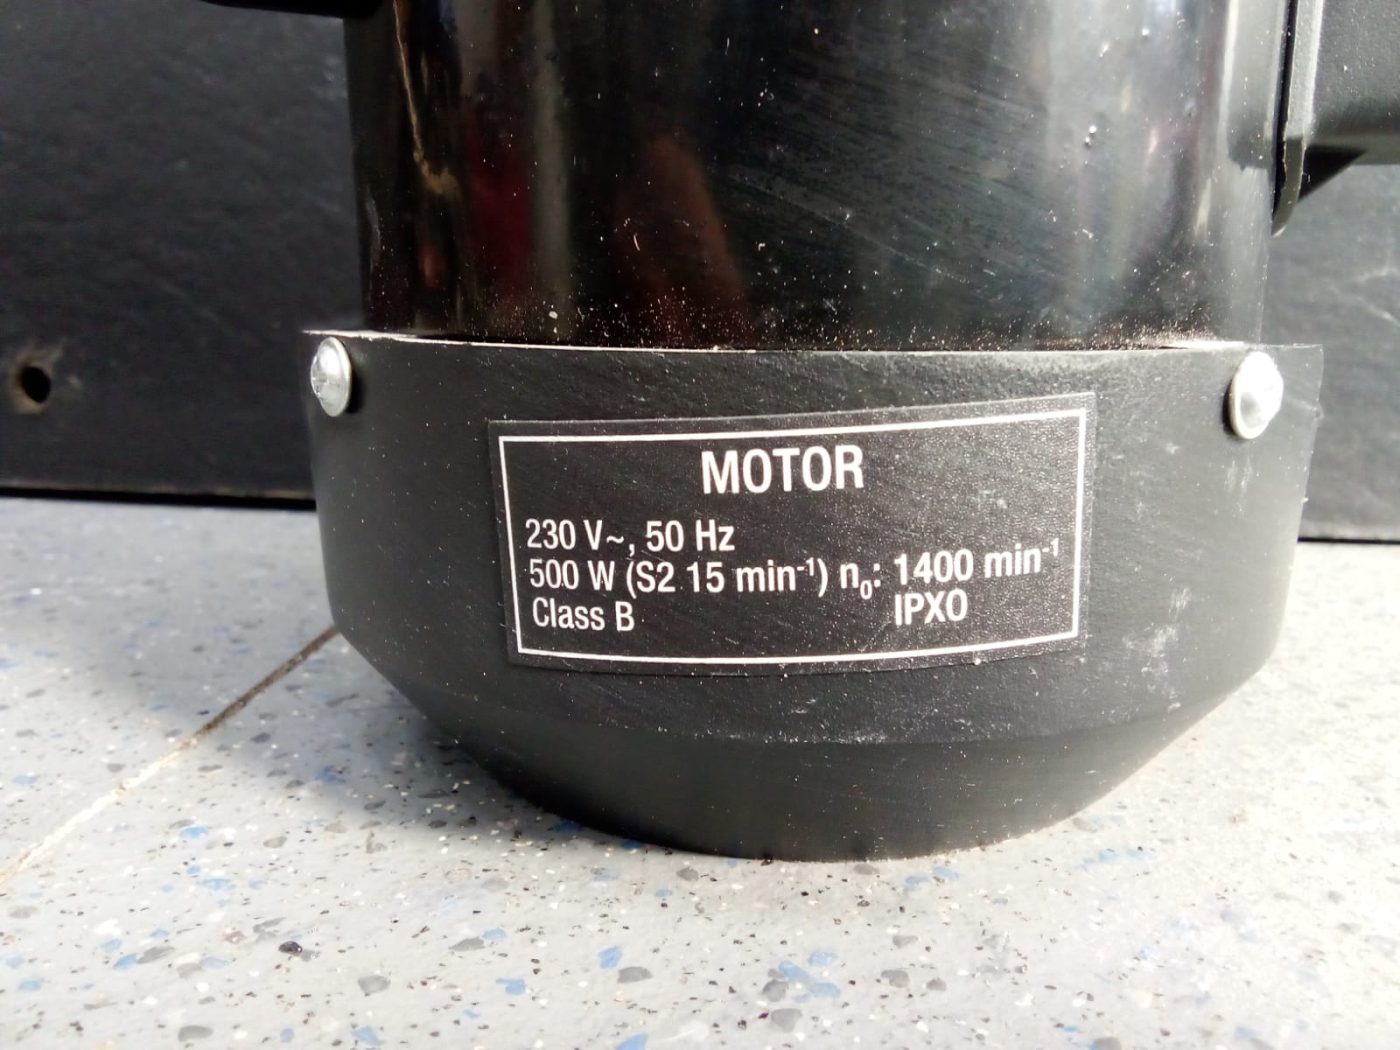 MOTOR
230 V~, 50 Hz
500 W (S2 15 min⁻¹) n₀: 1400 min⁻¹
Class B IPXO